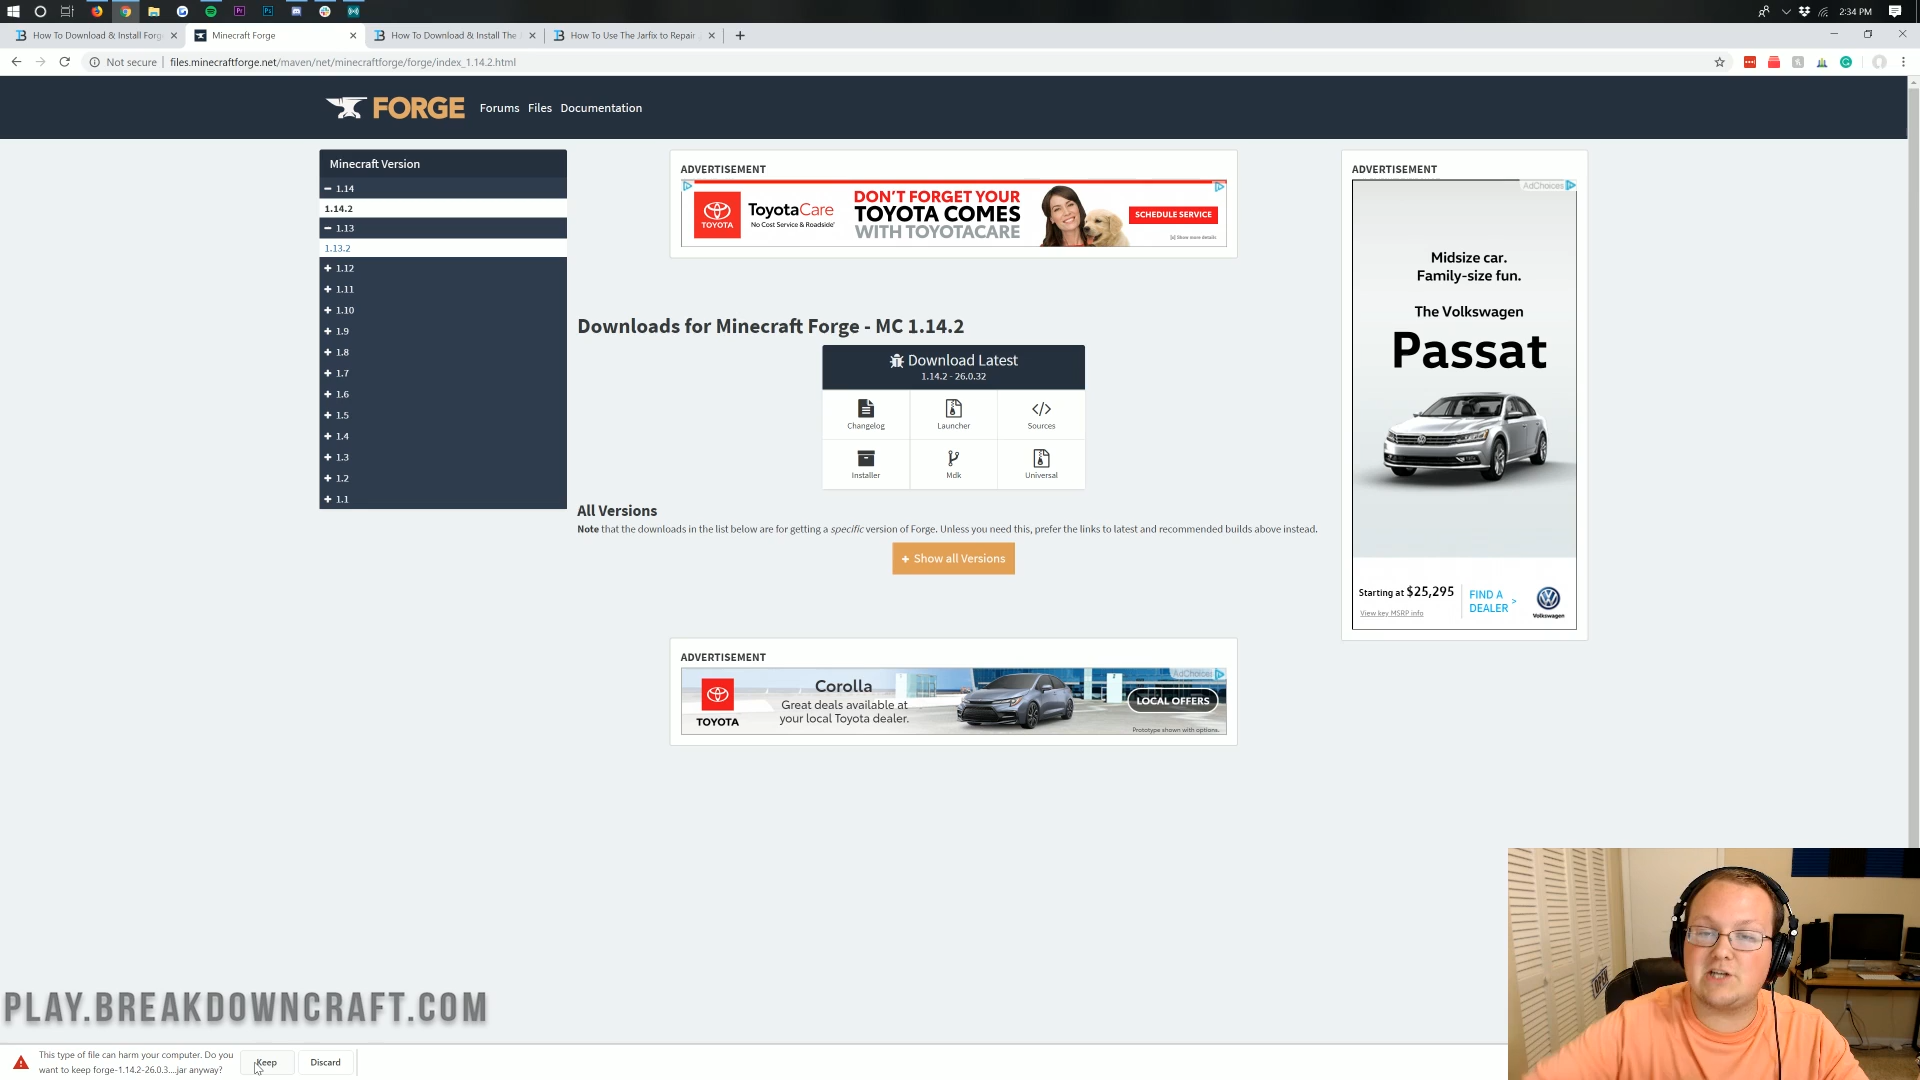 2:34 PM
How To Download & Install Forg
Minecraft Forge
How To Download & Install The
How To Use The Jarfix to Repair
Not secure
files.minecraftforge.net/maven/net/minecraftforge/forge/index_1.14.2.html
FORGE
Forums
Files
Documentation
Minecraft Version
1.14
1.14.2
1.13
1.13.2
1.12
1.11
1.10
1.9
1.8
1.7
1.6
1.5
1.4
1.3
1.2
1.1
ADVERTISEMENT
TOYOTA
ToyotaCare
No Cost Service & Roadside
DON'T FORGET YOUR
TOYOTA COMES
WITH TOYOTACARE
SCHEDULE SERVICE
[+] Show more details
Downloads for Minecraft Forge - MC 1.14.2
Download Latest
1.14.2 - 26.0.32
Changelog
Launcher
Sources
Installer
Mdk
Universal
All Versions
Note that the downloads in the list below are for getting a specific version of Forge. Unless you need this, prefer the links to latest and recommended builds above instead.
+ Show all Versions
ADVERTISEMENT
AdChoices
TOYOTA
Corolla
Great deals available at
your local Toyota dealer.
LOCAL OFFERS
Prototype shown with options.
ADVERTISEMENT
AdChoices
Midsize car.
Family-size fun.
The Volkswagen
Passat
Starting at $25,295
View key MSRP info
FIND A
DEALER >
Volkswagen
OPEN
PLAY.BREAKDOWNCRAFT.COM
This type of file can harm your computer. Do you
want to keep forge-1.14.2-26.0.3....jar anyway?
Keep
Discard